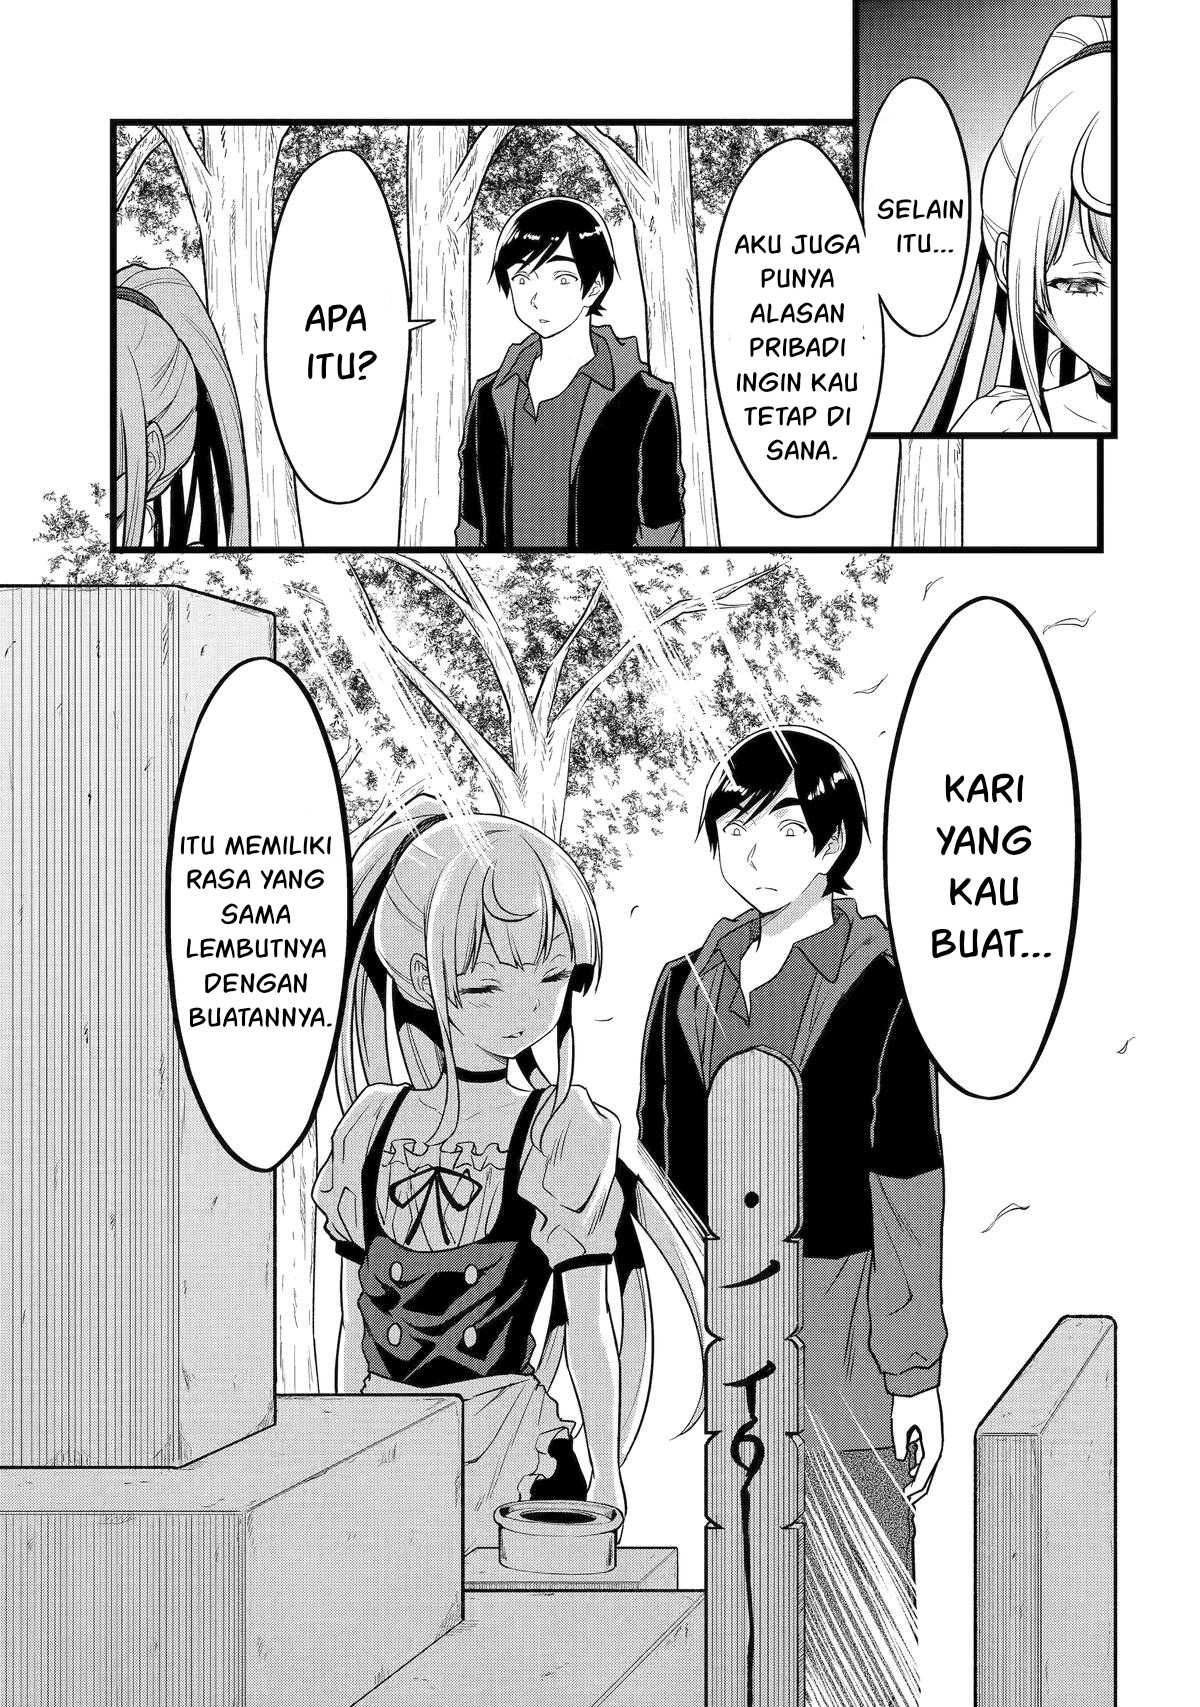 SELAIN
ITU...
AKU JUGA
PUNYA
ALASAN
PRIBADI
INGIN KAU
TETAP DI
SANA.
APA
ITU?
KARI
YANG
KAU
BUAT...
ITU MEMILIKI
RASA YANG
SAMA
LEMBUTNYA
DENGAN
BUATANNYA.